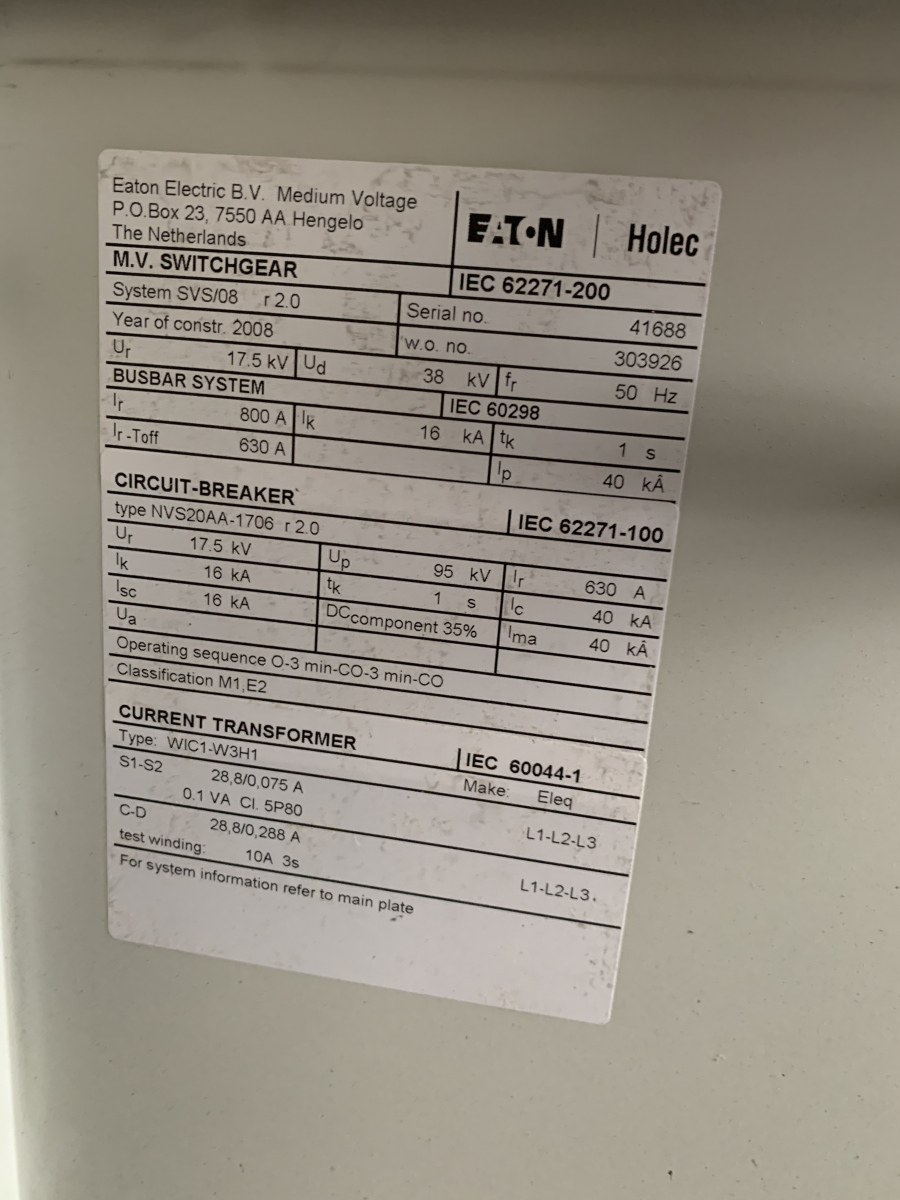 Eaton Electric B.V. Medium Voltage
P.O.Box 23, 7550 AA Hengelo
The Netherlands
EATON | Holec
M.V. SWITCHGEAR IEC 62271-200
System SVS/08 r 2.0 Serial no. 41688
Year of constr. 2008 w.o. no. 303926
Ur 17.5 kV Ud 38 kV fr 50 Hz
BUSBAR SYSTEM IEC 60298
Ir 800 A Ik 16 kA tk 1 s
Ir-Toff 630 A Ip 40 kA
CIRCUIT-BREAKER IEC 62271-100
type NVS20AA-1706 r 2.0
Ur 17.5 kV Up 95 kV Ir 630 A
Ik 16 kA tk 1 s Ic 40 kA
Isc 16 kA DCcomponent 35% Ima 40 kA
Ua
Operating sequence O-3 min-CO-3 min-CO
Classification M1,E2
CURRENT TRANSFORMER IEC 60044-1
Type: WIC1-W3H1 Make: Eleq
S1-S2 28,8/0,075 A L1-L2-L3
0.1 VA Cl. 5P80
C-D 28,8/0,288 A L1-L2-L3.
test winding: 10A 3s
For system information refer to main plate